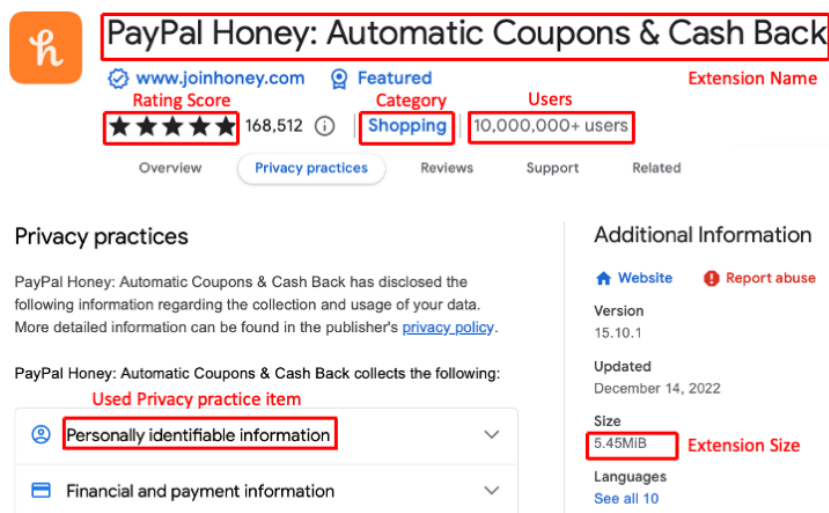 PayPal Honey: Automatic Coupons & Cash Back
www.joinhoney.com Featured Extension Name
Rating Score Category Users
168,512 Shopping 10,000,000+ users
Overview Privacy practices Reviews Support Related
Privacy practices
PayPal Honey: Automatic Coupons & Cash Back has disclosed the
following information regarding the collection and usage of your data.
More detailed information can be found in the publisher's privacy policy.
PayPal Honey: Automatic Coupons & Cash Back collects the following:
Used Privacy practice item
Personally identifiable information
Financial and payment information
Additional Information
Website Report abuse
Version
15.10.1
Updated
December 14, 2022
Size
5.45MiB Extension Size
Languages
See all 10